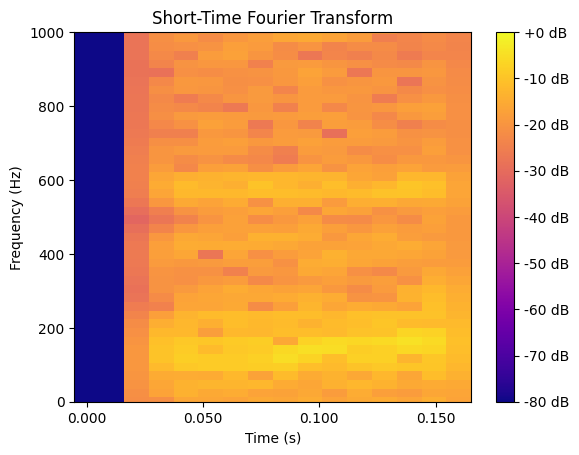 Short-Time Fourier Transform
Frequency (Hz)
1000
800
600
400
200
0
0.000
0.050
0.100
0.150
Time (s)
+0 dB
-10 dB
-20 dB
-30 dB
-40 dB
-50 dB
-60 dB
-70 dB
-80 dB